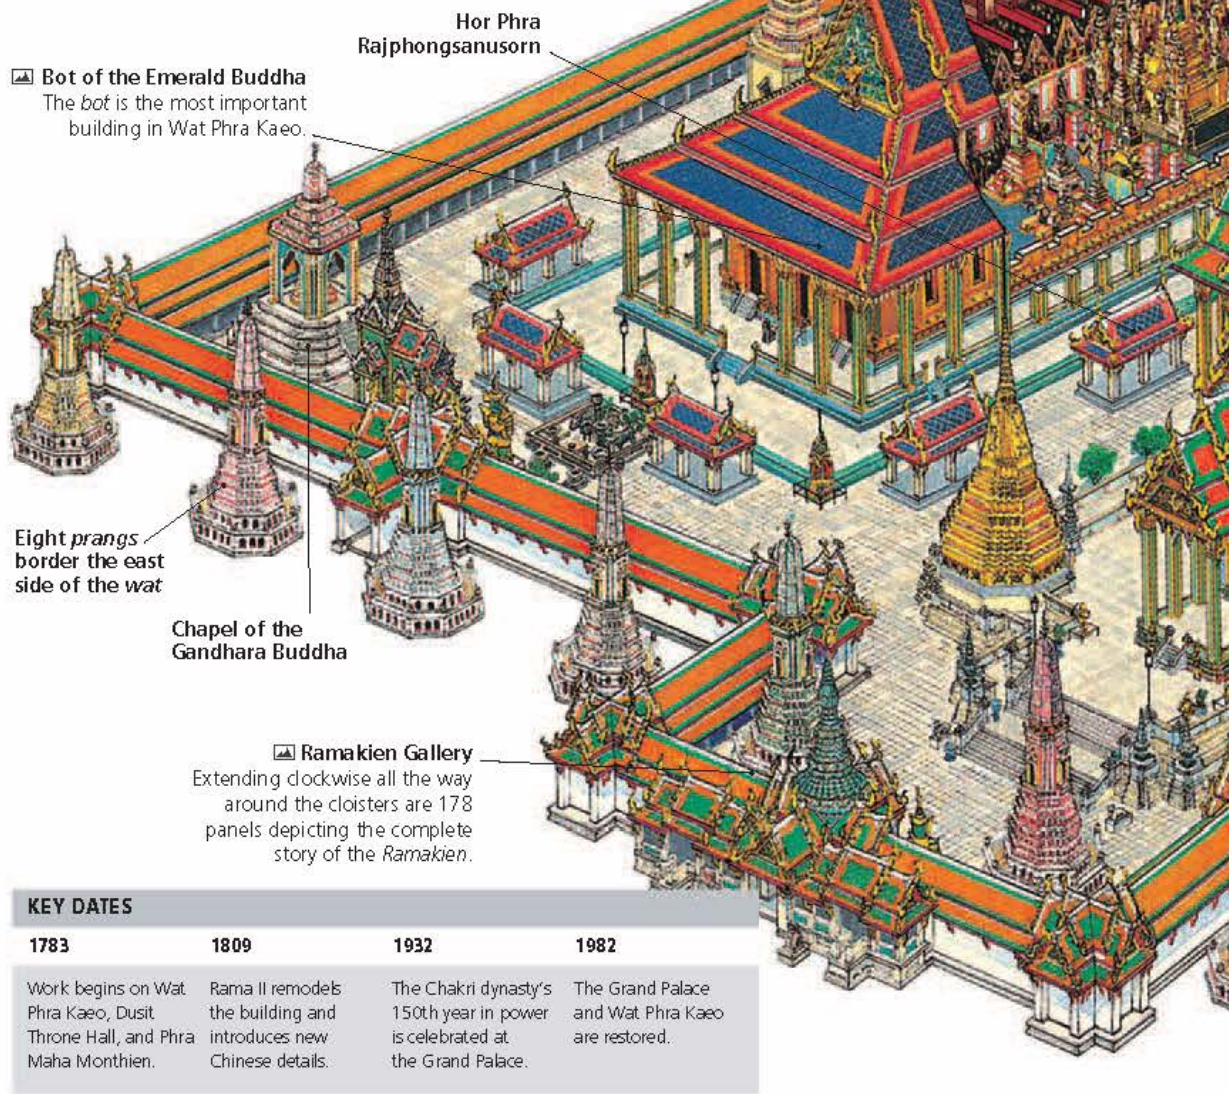 Hor Phra
Rajphongsanusorn
Bot of the Emerald Buddha
The bot is the most important
building in Wat Phra Kaeo.
Eight prangs
border the east
side of the wat
Chapel of the
Gandhara Buddha
Ramakien Gallery
Extending clockwise all the way
around the cloisters are 178
panels depicting the complete
story of the Ramakien.
KEY DATES
1783
Work begins on Wat
Phra Kaeo, Dusit
Throne Hall, and Phra
Maha Monthien.
1809
Rama II remodels
the building and
introduces new
Chinese details.
1932
The Chakri dynasty's
150th year in power
is celebrated at
the Grand Palace.
1982
The Grand Palace
and Wat Phra Kaeo
are restored.